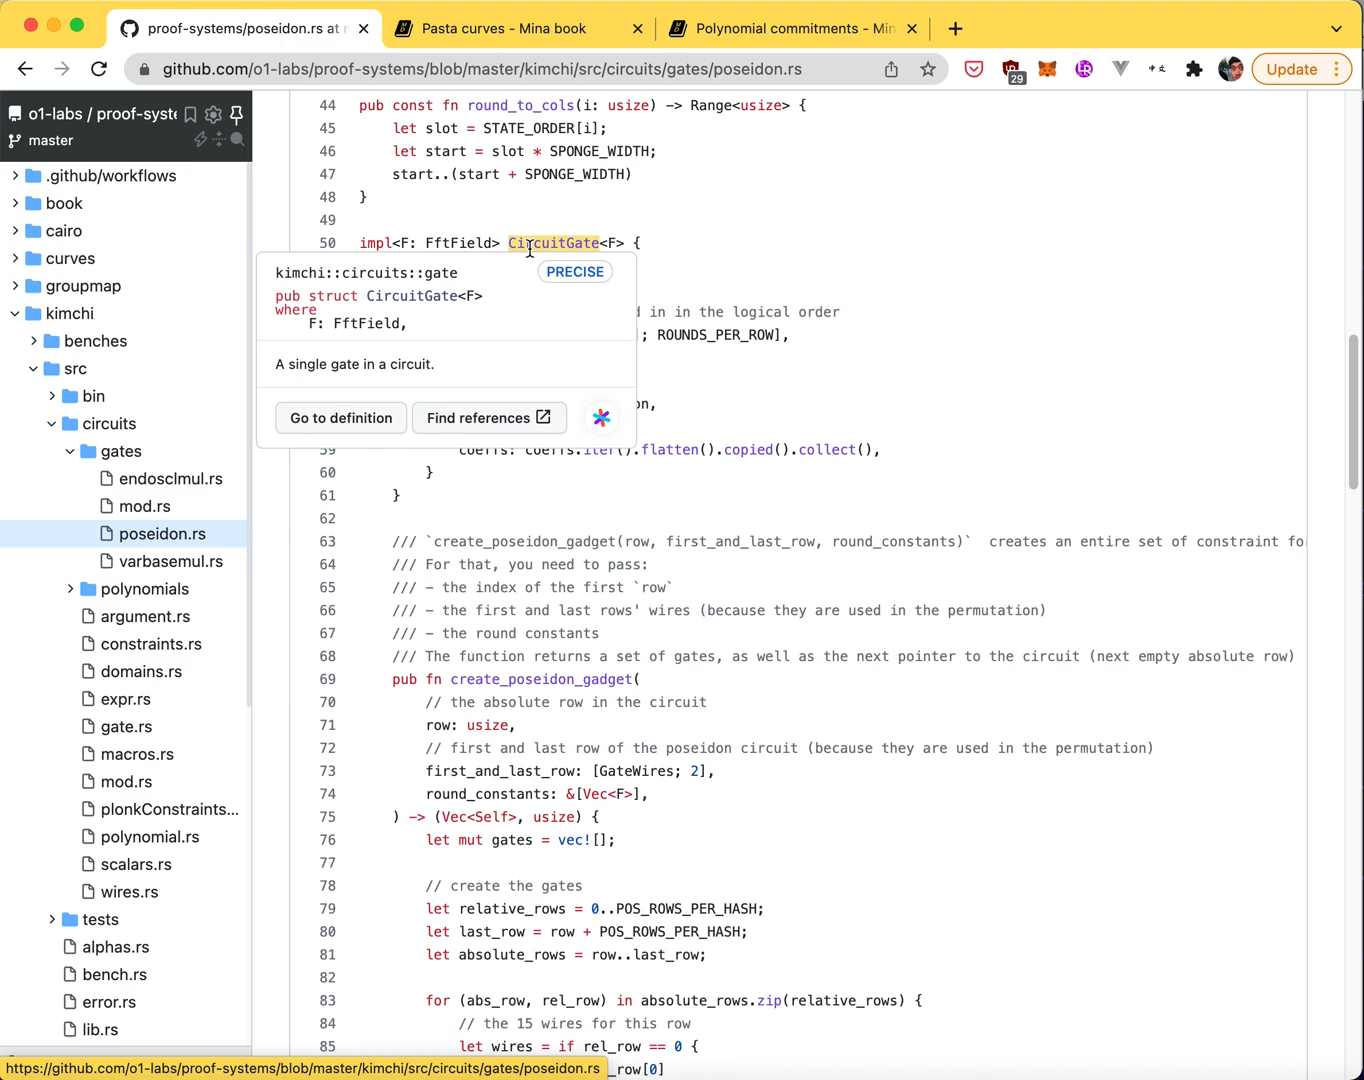 proof-systems/poseidon.rs at r
Pasta curves - Mina book
Polynomial commitments - Min
github.com/o1-labs/proof-systems/blob/master/kimchi/src/circuits/gates/poseidon.rs
29
Update
o1-labs / proof-syste
master
.github/workflows
book
cairo
curves
groupmap
kimchi
benches
src
bin
circuits
gates
endosclmul.rs
mod.rs
poseidon.rs
varbasemul.rs
polynomials
argument.rs
constraints.rs
domains.rs
expr.rs
gate.rs
macros.rs
mod.rs
plonkConstraints...
polynomial.rs
scalars.rs
wires.rs
tests
alphas.rs
bench.rs
error.rs
lib.rs
44 pub const fn round_to_cols(i: usize) -> Range<usize> {
45 let slot = STATE_ORDER[i];
46 let start = slot * SPONGE_WIDTH;
47 start..(start + SPONGE_WIDTH)
48 }
49
50 impl<F: FftField> CircuitGate<F> {
kimchi::circuits::gate PRECISE
pub struct CircuitGate<F>
where
F: FftField,
A single gate in a circuit.
Go to definition
Find references
d in in the logical order
; ROUNDS_PER_ROW],
on,
59 coeffs: coeffs.iter().flatten().copied().collect(),
60 }
61 }
62
63 /// `create_poseidon_gadget(row, first_and_last_row, round_constants)` creates an entire set of constraint fo
64 /// For that, you need to pass:
65 /// - the index of the first `row`
66 /// - the first and last rows' wires (because they are used in the permutation)
67 /// - the round constants
68 /// The function returns a set of gates, as well as the next pointer to the circuit (next empty absolute row)
69 pub fn create_poseidon_gadget(
70 // the absolute row in the circuit
71 row: usize,
72 // first and last row of the poseidon circuit (because they are used in the permutation)
73 first_and_last_row: [GateWires; 2],
74 round_constants: &[Vec<F>],
75 ) -> (Vec<Self>, usize) {
76 let mut gates = vec![];
77
78 // create the gates
79 let relative_rows = 0..POS_ROWS_PER_HASH;
80 let last_row = row + POS_ROWS_PER_HASH;
81 let absolute_rows = row..last_row;
82
83 for (abs_row, rel_row) in absolute_rows.zip(relative_rows) {
84 // the 15 wires for this row
85 let wires = if rel_row == 0 {
_row[0]
https://github.com/o1-labs/proof-systems/blob/master/kimchi/src/circuits/gates/poseidon.rs